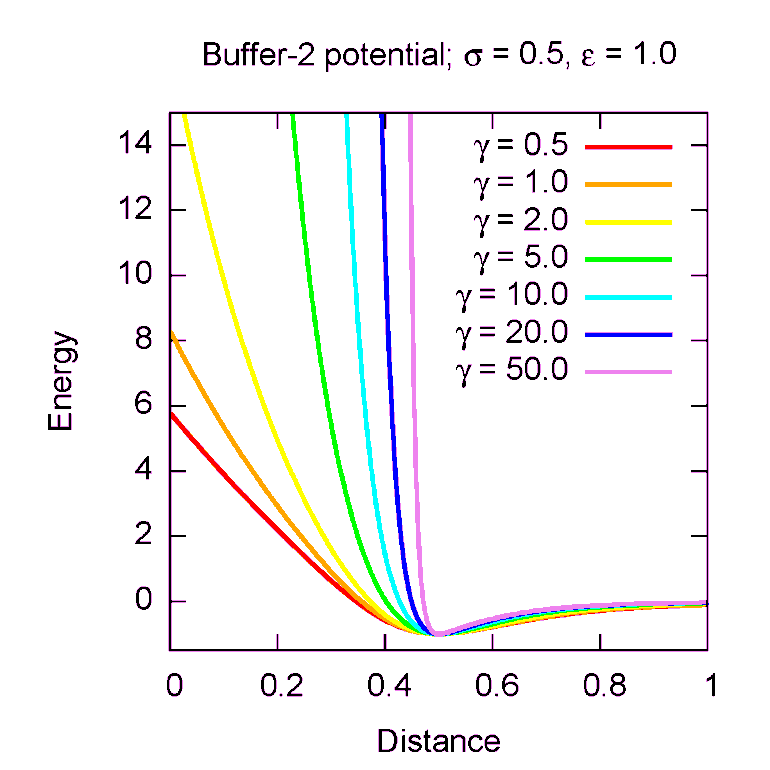 Buffer-2 potential; σ = 0.5, ε = 1.0
14
12
10
8
6
4
2
0
Energy
γ = 0.5
γ = 1.0
γ = 2.0
γ = 5.0
γ = 10.0
γ = 20.0
γ = 50.0
0 0.2 0.4 0.6 0.8 1
Distance